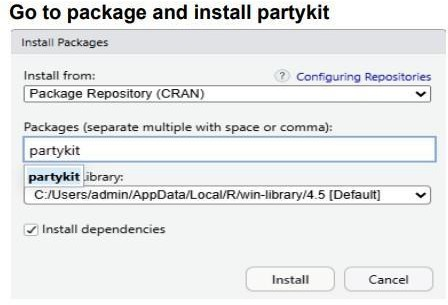 Go to package and install partykit
Install Packages
Install from:
? Configuring Repositories
Package Repository (CRAN)
Packages (separate multiple with space or comma):
partykit
partykit
ibrary:
C:/Users/admin/AppData/Local/R/win-library/4.5 [Default]
Install dependencies
Install
Cancel